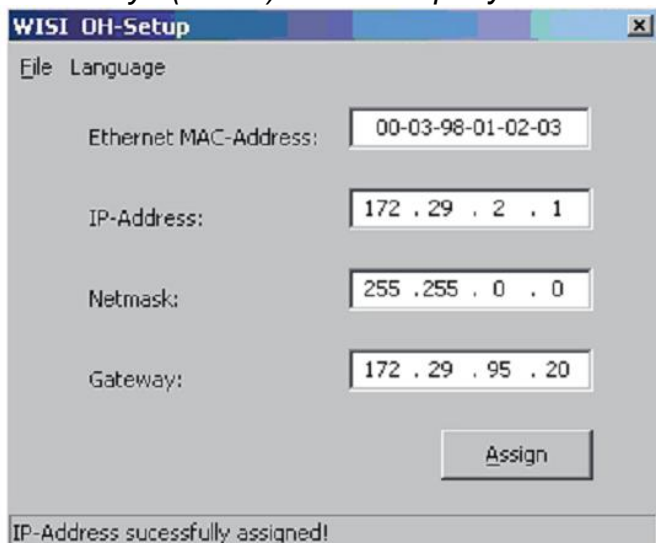 WISI OH-Setup
File Language
Ethernet MAC-Address: 00-03-98-01-02-03
IP-Address: 172 . 29 . 2 . 1
Netmask: 255 .255 . 0 . 0
Gateway: 172 . 29 . 95 . 20
Assign
IP-Address sucessfully assigned!